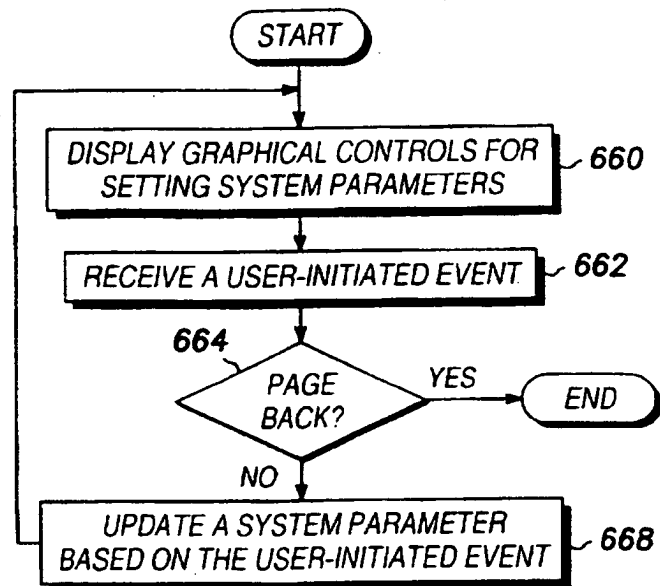 START
DISPLAY GRAPHICAL CONTROLS FOR
SETTING SYSTEM PARAMETERS
660
RECEIVE A USER-INITIATED EVENT
662
664
PAGE
BACK?
YES
END
NO
UPDATE A SYSTEM PARAMETER
BASED ON THE USER-INITIATED EVENT
668